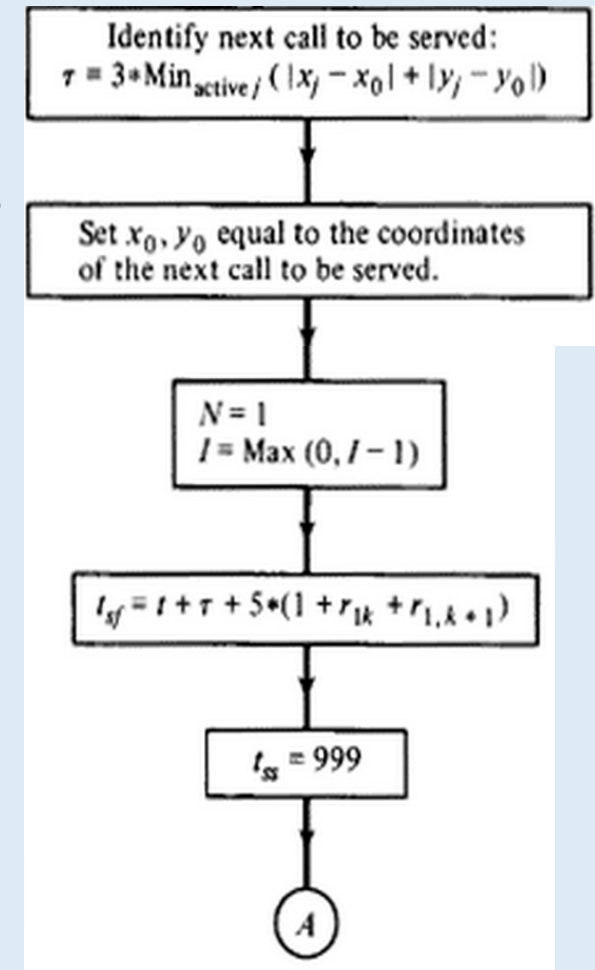 Identify next call to be served:
τ = 3*Min_active j (|x_j − x_0| + |y_j − y_0|)
Set x_0, y_0 equal to the coordinates
of the next call to be served.
N = 1
I = Max (0, I − 1)
t_sf = t + τ + 5*(1 + r_1k + r_1,k+1)
t_ss = 999
A